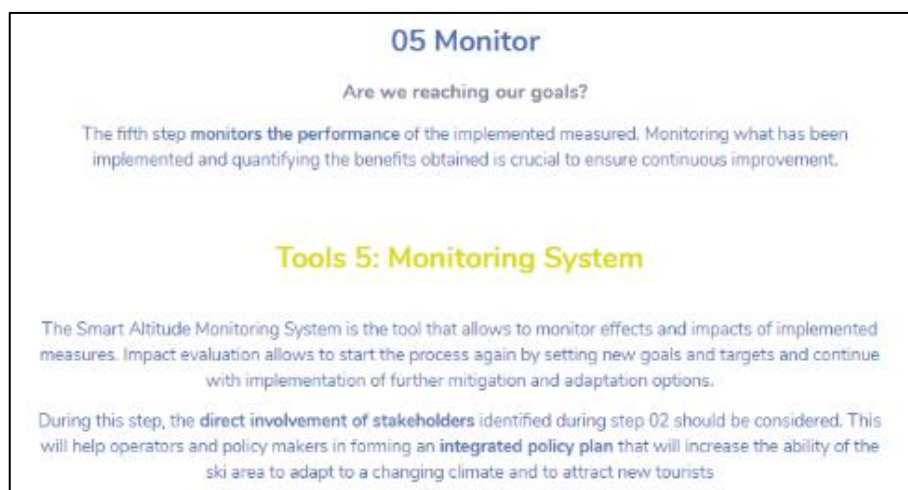 05 Monitor
Are we reaching our goals?
The fifth step monitors the performance of the implemented measured. Monitoring what has been
implemented and quantifying the benefits obtained is crucial to ensure continuous improvement.
Tools 5: Monitoring System
The Smart Altitude Monitoring System is the tool that allows to monitor effects and impacts of implemented
measures. Impact evaluation allows to start the process again by setting new goals and targets and continue
with implementation of further mitigation and adaptation options.
During this step, the direct involvement of stakeholders identified during step 02 should be considered. This
will help operators and policy makers in forming an integrated policy plan that will increase the ability of the
ski area to adapt to a changing climate and to attract new tourists